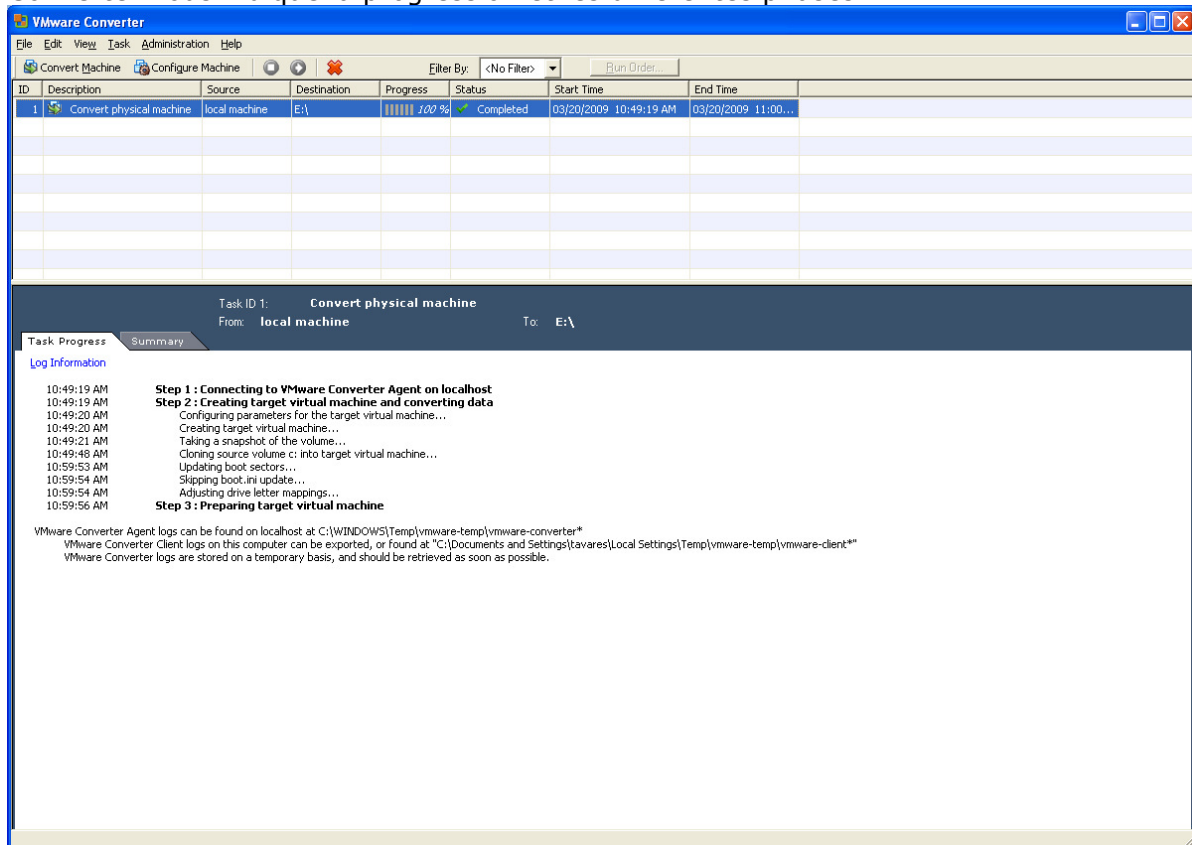 VMware Converter
File Edit View Task Administration Help
Convert Machine Configure Machine Filter By: <No Filter> Run Order...
ID Description Source Destination Progress Status Start Time End Time
1 Convert physical machine local machine E:\ 100 % Completed 03/20/2009 10:49:19 AM 03/20/2009 11:00...
Task ID 1: Convert physical machine
From: local machine To: E:\
Task Progress Summary
Log Information
10:49:19 AM Step 1 : Connecting to VMware Converter Agent on localhost
10:49:19 AM Step 2 : Creating target virtual machine and converting data
10:49:20 AM Configuring parameters for the target virtual machine...
10:49:20 AM Creating target virtual machine...
10:49:21 AM Taking a snapshot of the volume...
10:49:48 AM Cloning source volume c: into target virtual machine...
10:59:53 AM Updating boot sectors...
10:59:54 AM Skipping boot.ini update...
10:59:54 AM Adjusting drive letter mappings...
10:59:56 AM Step 3 : Preparing target virtual machine
VMware Converter Agent logs can be found on localhost at C:\WINDOWS\Temp\vmware-temp\vmware-converter*
VMware Converter Client logs on this computer can be exported, or found at "C:\Documents and Settings\tavares\Local Settings\Temp\vmware-temp\vmware-client*"
VMware Converter logs are stored on a temporary basis, and should be retrieved as soon as possible.